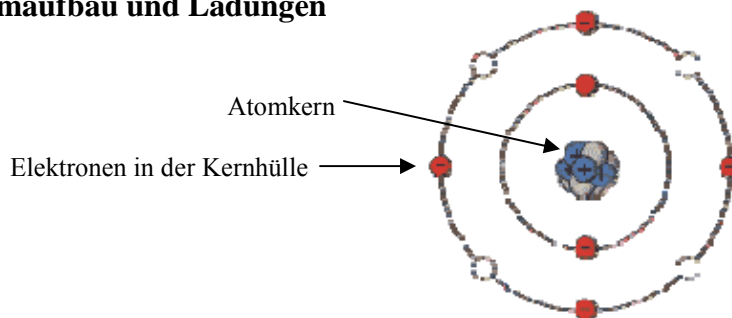 maufbau und Ladungen
Atomkern
Elektronen in der Kernhülle